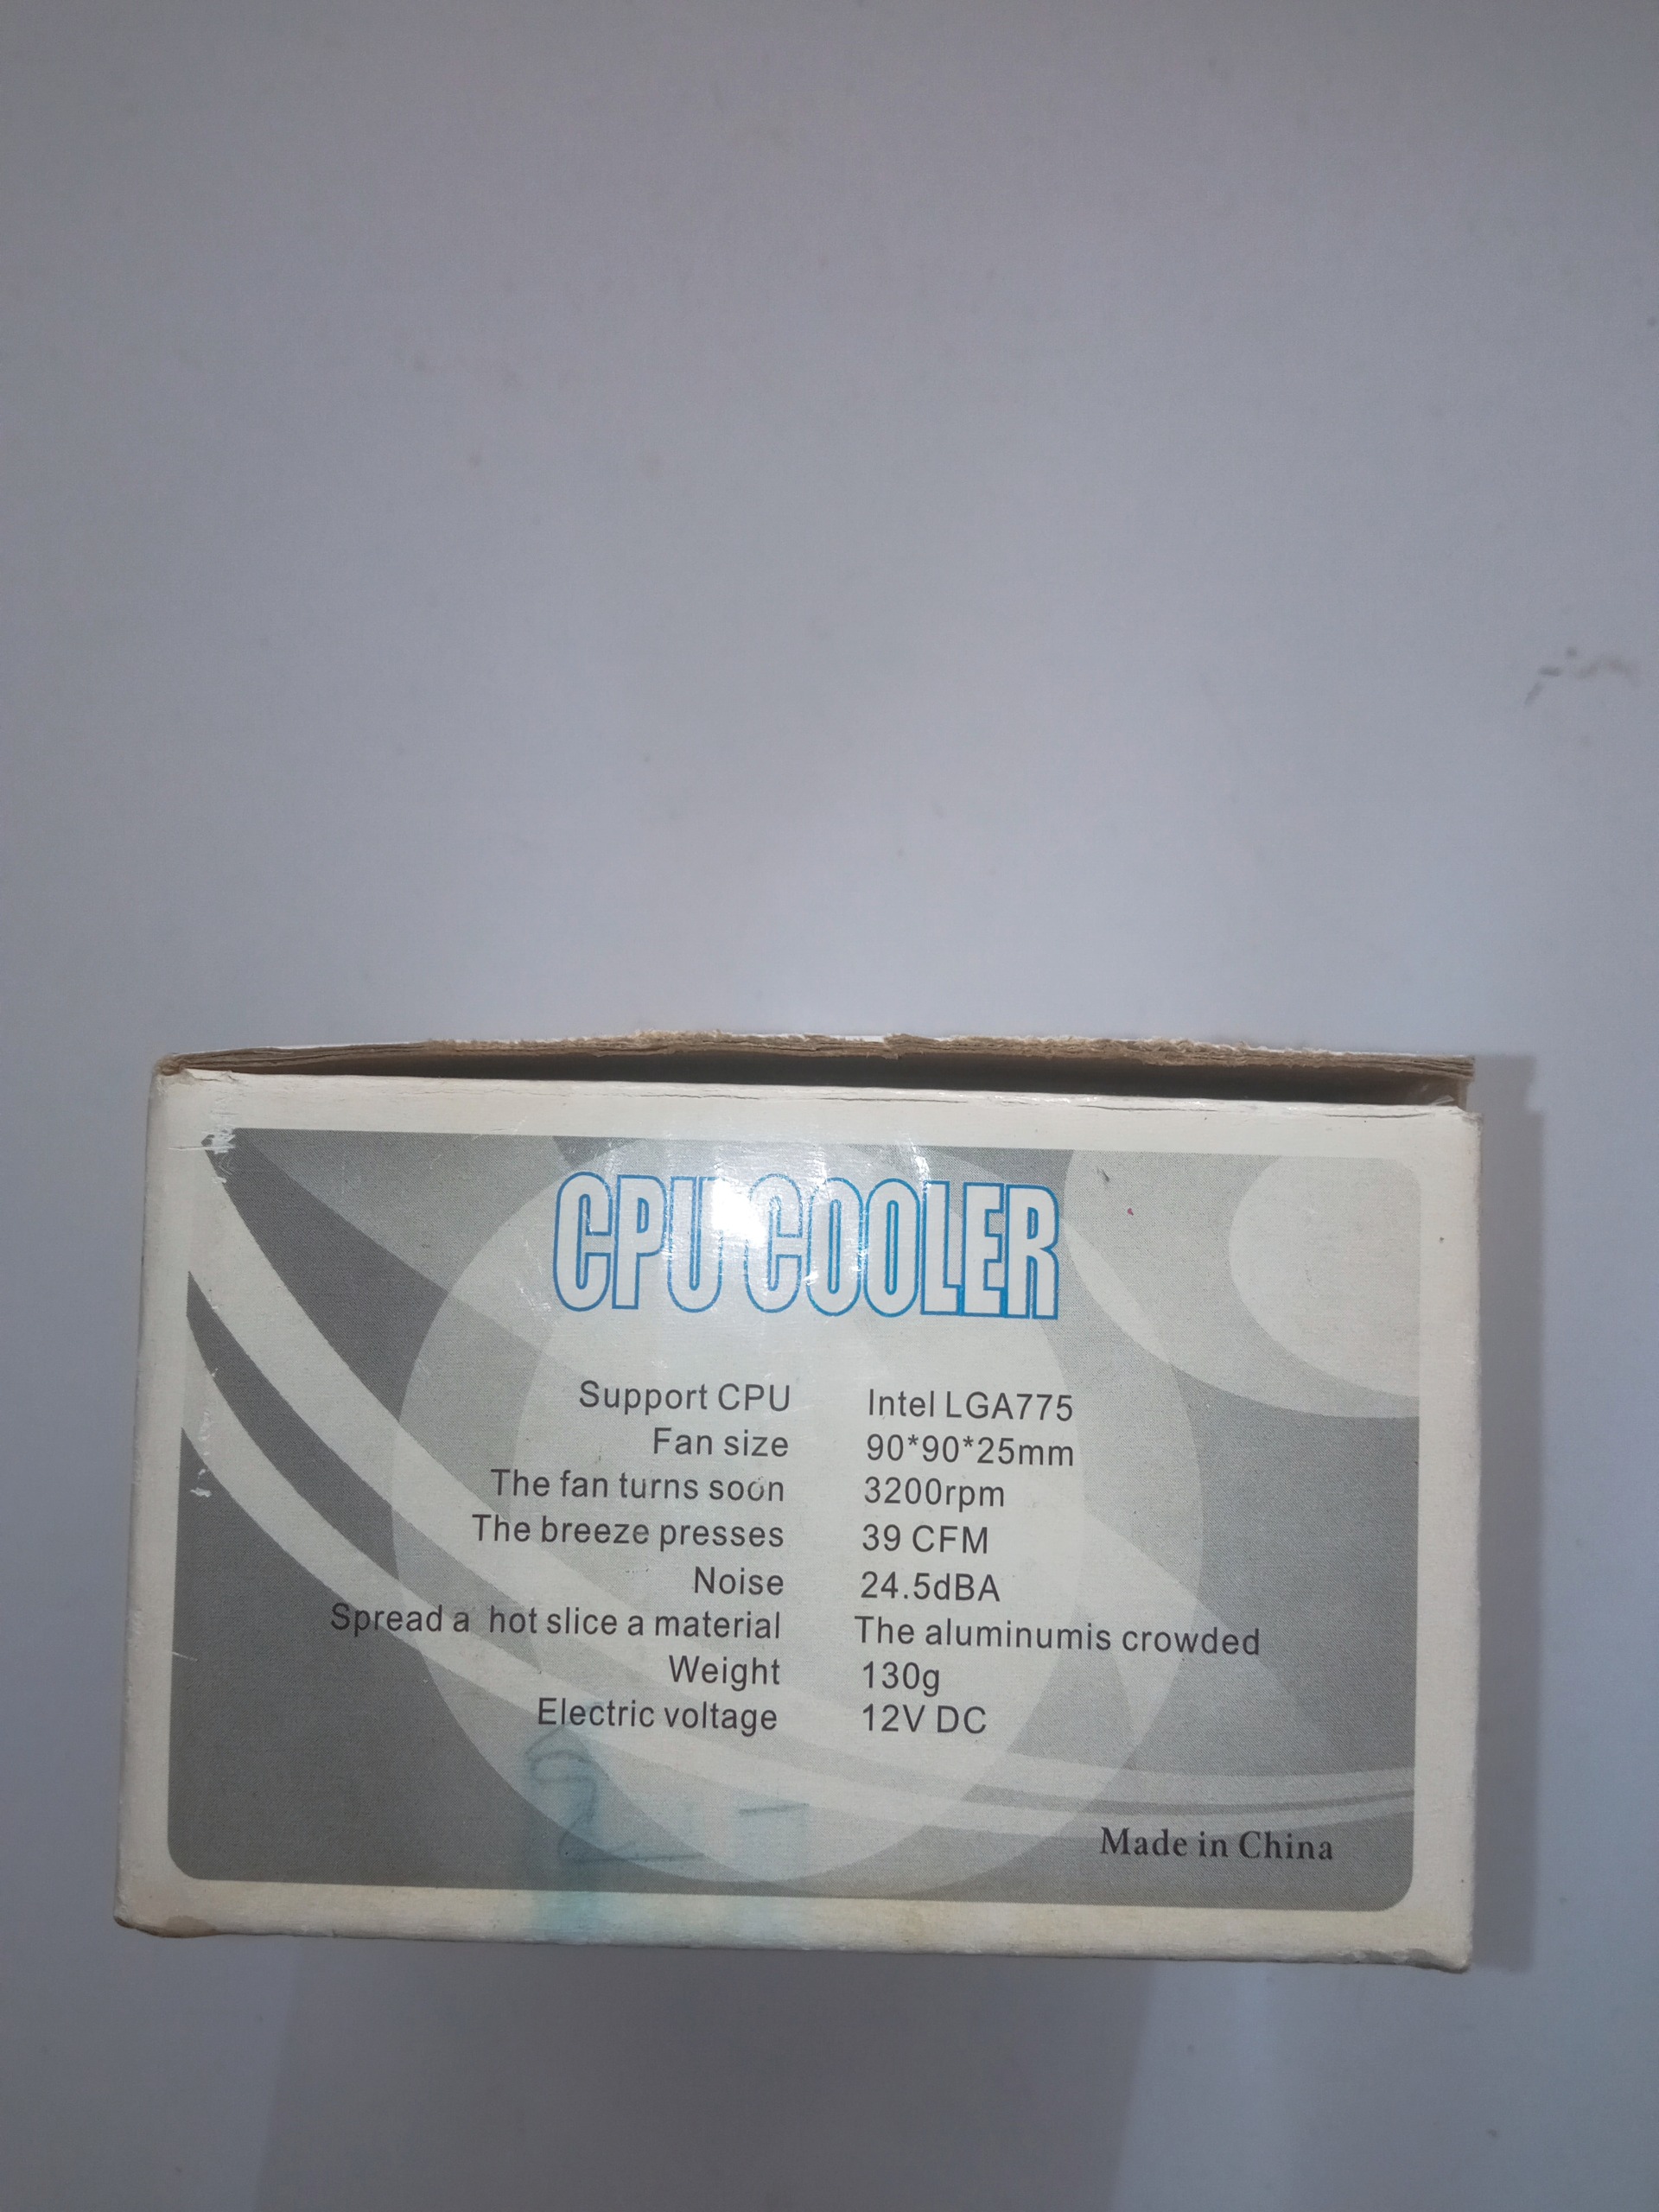 CPU COOLER
Support CPU Intel LGA775
Fan size 90*90*25mm
The fan turns soon 3200rpm
The breeze presses 39 CFM
Noise 24.5dBA
Spread a hot slice a material The aluminumis crowded
Weight 130g
Electric voltage 12V DC
Made in China